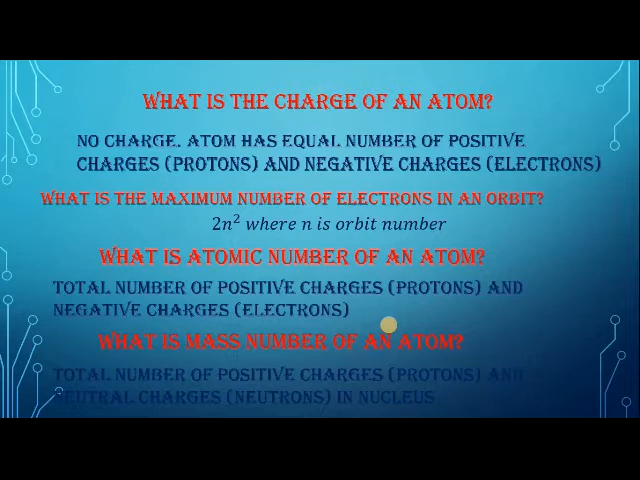 WHAT IS THE CHARGE OF AN ATOM?
NO CHARGE. ATOM HAS EQUAL NUMBER OF POSITIVE
CHARGES (PROTONS) AND NEGATIVE CHARGES (ELECTRONS)
WHAT IS THE MAXIMUM NUMBER OF ELECTRONS IN AN ORBIT?
2n² where n is orbit number
WHAT IS ATOMIC NUMBER OF AN ATOM?
TOTAL NUMBER OF POSITIVE CHARGES (PROTONS) AND
NEGATIVE CHARGES (ELECTRONS)
WHAT IS MASS NUMBER OF AN ATOM?
TOTAL NUMBER OF POSITIVE CHARGES (PROTONS) AND
NEUTRAL CHARGES (NEUTRONS) IN NUCLEUS